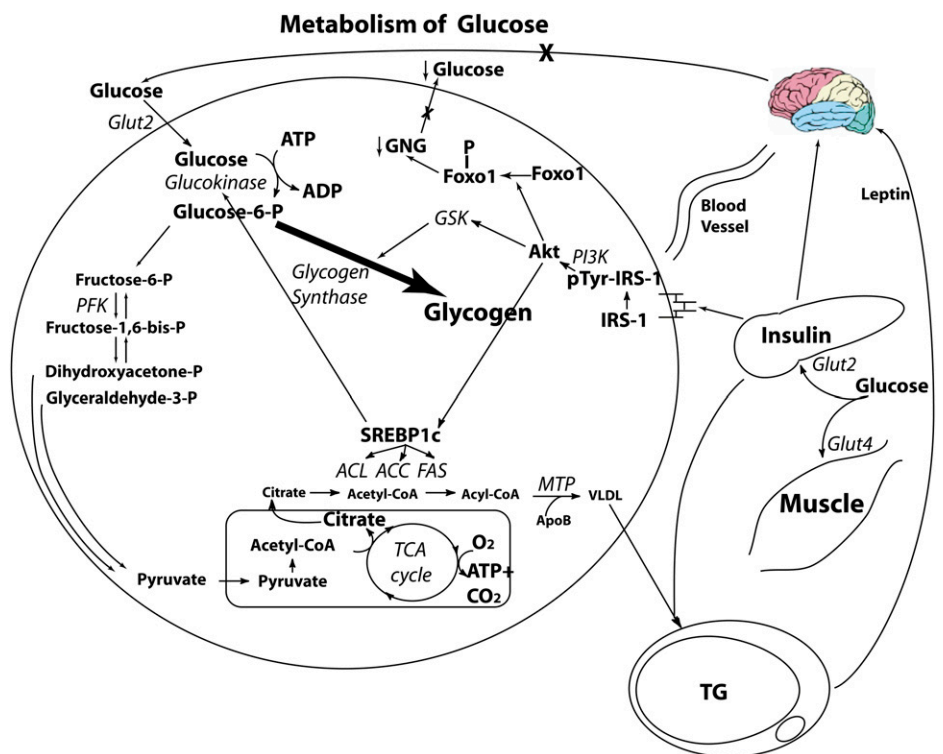 Metabolism of Glucose
X
Glucose
↓ Glucose
Glut2
Glucose
ATP
Glucokinase
ADP
Glucose-6-P
↓ GNG
P
Foxo1
Foxo1
GSK
Akt
PI3K
pTyr-IRS-1
IRS-1
Blood
Vessel
Leptin
Glycogen
Synthase
Glycogen
Fructose-6-P
PFK
Fructose-1,6-bis-P
Dihydroxyacetone-P
Glyceraldehyde-3-P
Insulin
Glut2
Glucose
Glut4
Muscle
SREBP1c
ACL ACC FAS
Citrate
Acetyl-CoA
Acyl-CoA
MTP
ApoB
VLDL
Citrate
Acetyl-CoA
TCA
cycle
O2
ATP+
CO2
Pyruvate
Pyruvate
TG